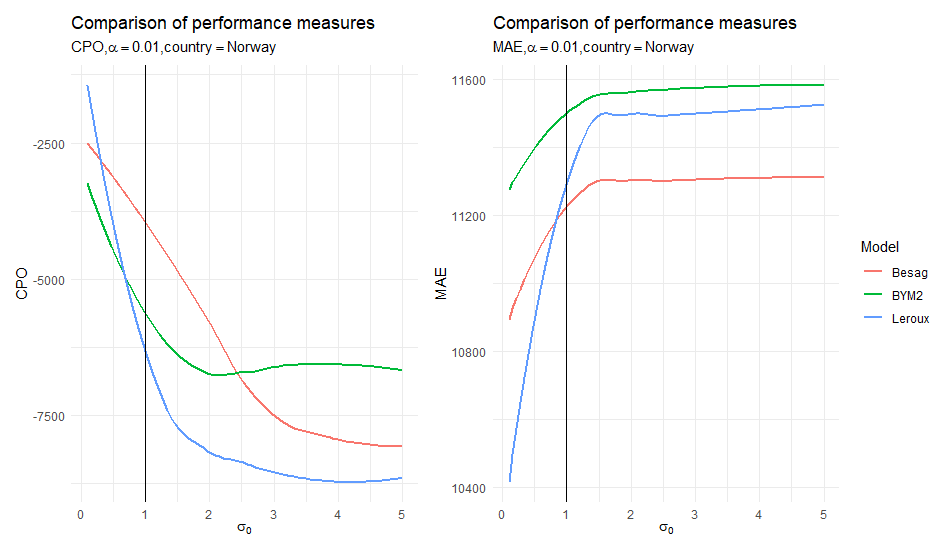 Comparison of performance measures
CPO,α = 0.01,country = Norway
CPO
-2500
-5000
-7500
0 1 2 3 4 5
σ0
Comparison of performance measures
MAE,α = 0.01,country = Norway
MAE
11600
11200
10800
10400
0 1 2 3 4 5
σ0
Model
Besag
BYM2
Leroux